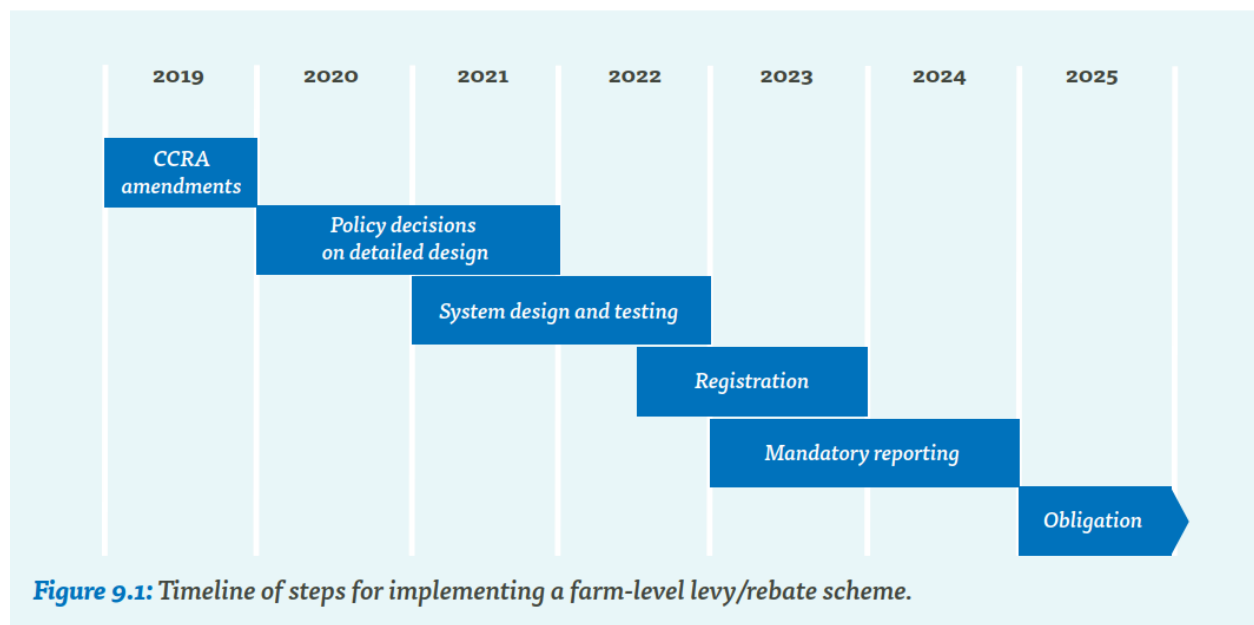 2019 2020 2021 2022 2023 2024 2025
CCRA
amendments
Policy decisions
on detailed design
System design and testing
Registration
Mandatory reporting
Obligation
Figure 9.1: Timeline of steps for implementing a farm-level levy/rebate scheme.